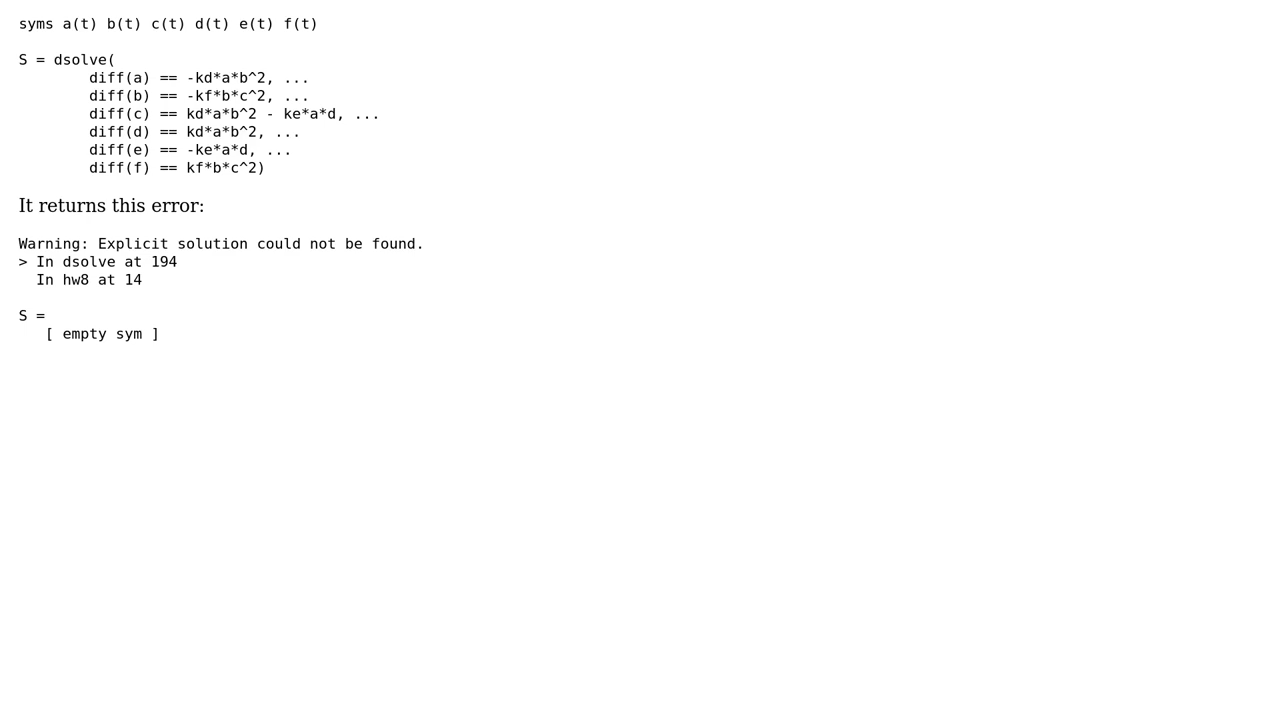 syms a(t) b(t) c(t) d(t) e(t) f(t)
S = dsolve(
        diff(a) == -kd*a*b^2, ...
        diff(b) == -kf*b*c^2, ...
        diff(c) == kd*a*b^2 - ke*a*d, ...
        diff(d) == kd*a*b^2, ...
        diff(e) == -ke*a*d, ...
        diff(f) == kf*b*c^2)
It returns this error:
Warning: Explicit solution could not be found.
> In dsolve at 194
  In hw8 at 14
S =
   [ empty sym ]